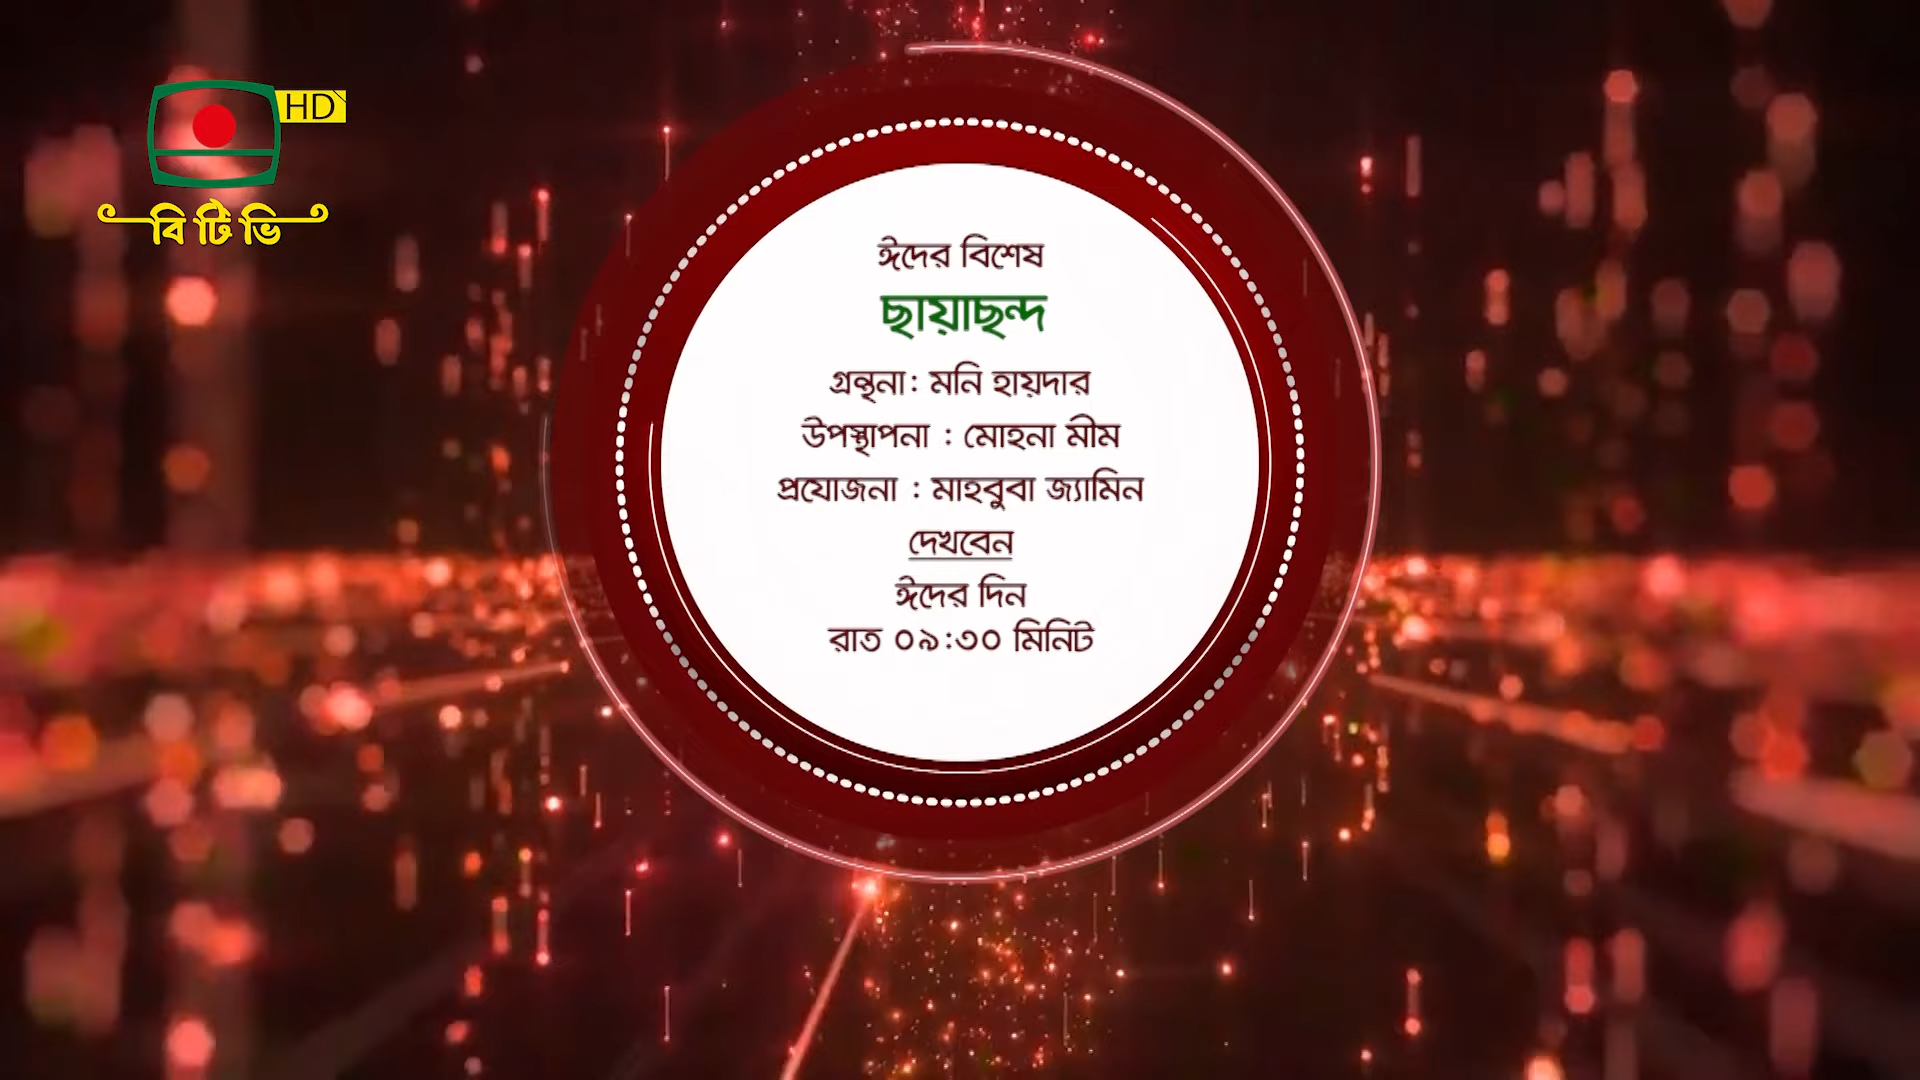 HD
বি টি ভি
ঈদের বিশেষ
ছায়াছন্দ
গ্রন্থনা : মনি হায়দার
উপস্থাপনা : মোহনা মীম
প্রযোজনা : মাহবুবা জ্যামিন
দেখবেন
ঈদের দিন
রাত ০৯:৩০ মিনিট